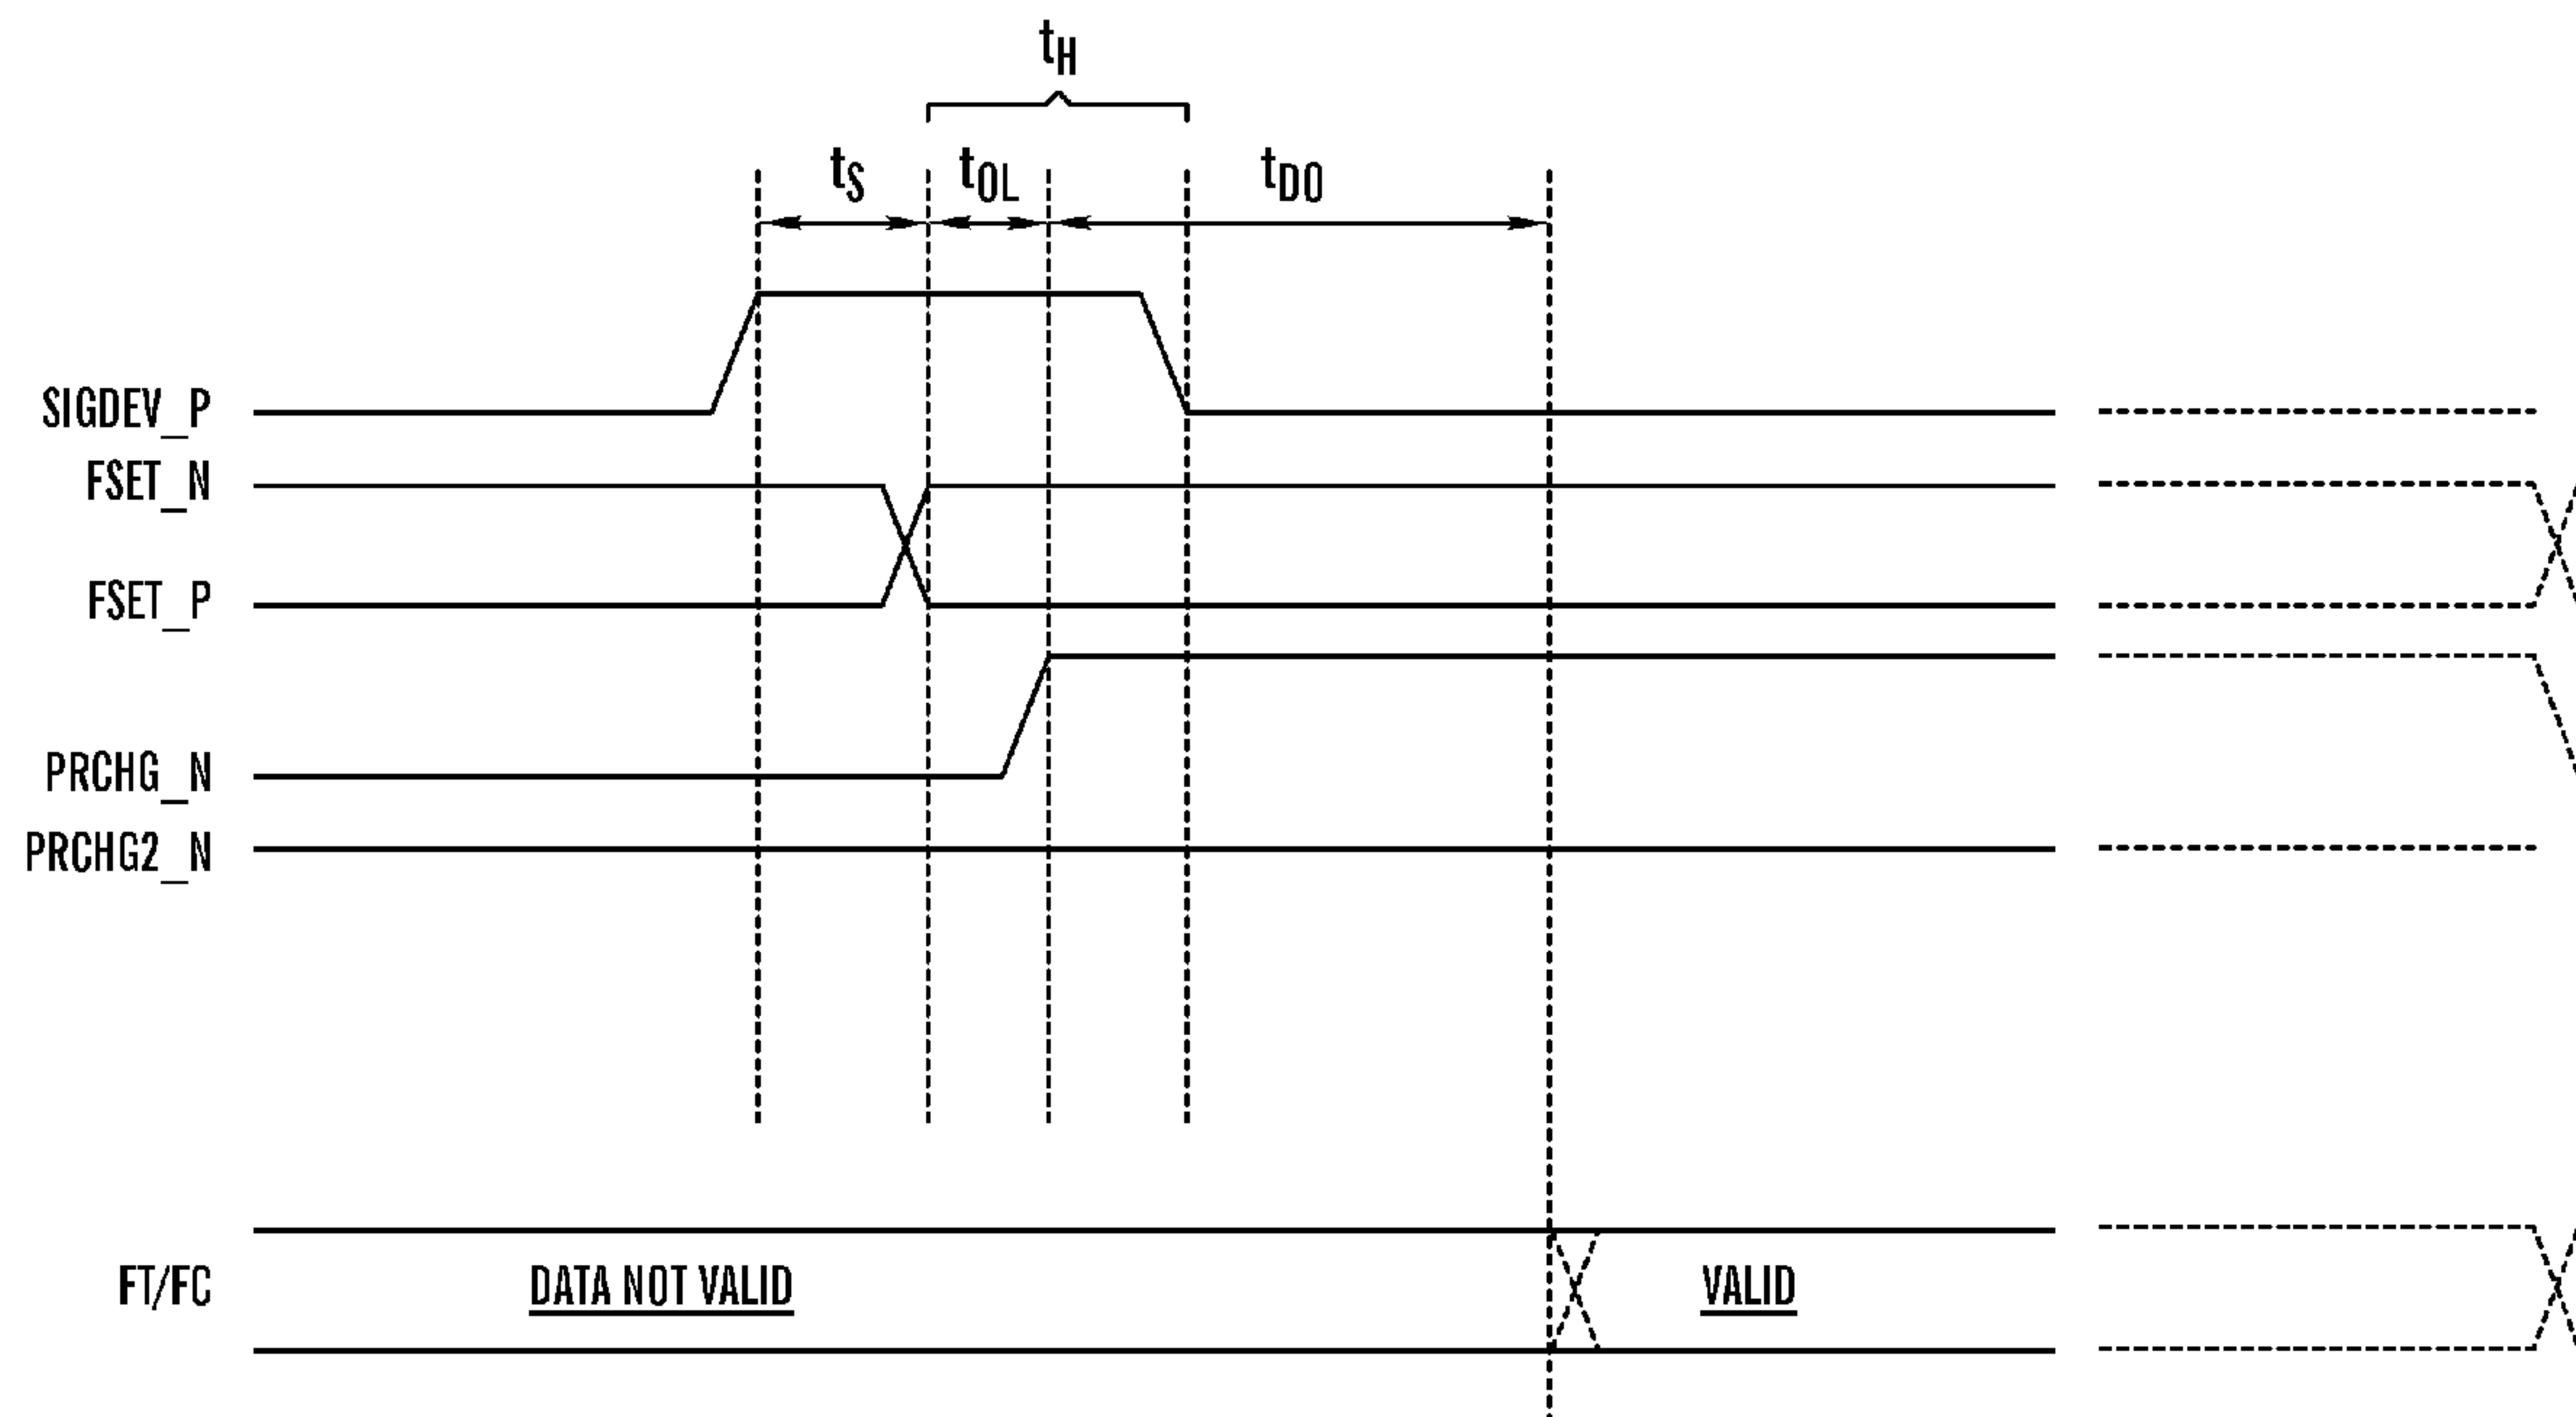 tH
tS tOL tDO
SIGDEV_P
FSET_N
FSET_P
PRCHG_N
PRCHG2_N
FT/FC DATA NOT VALID VALID